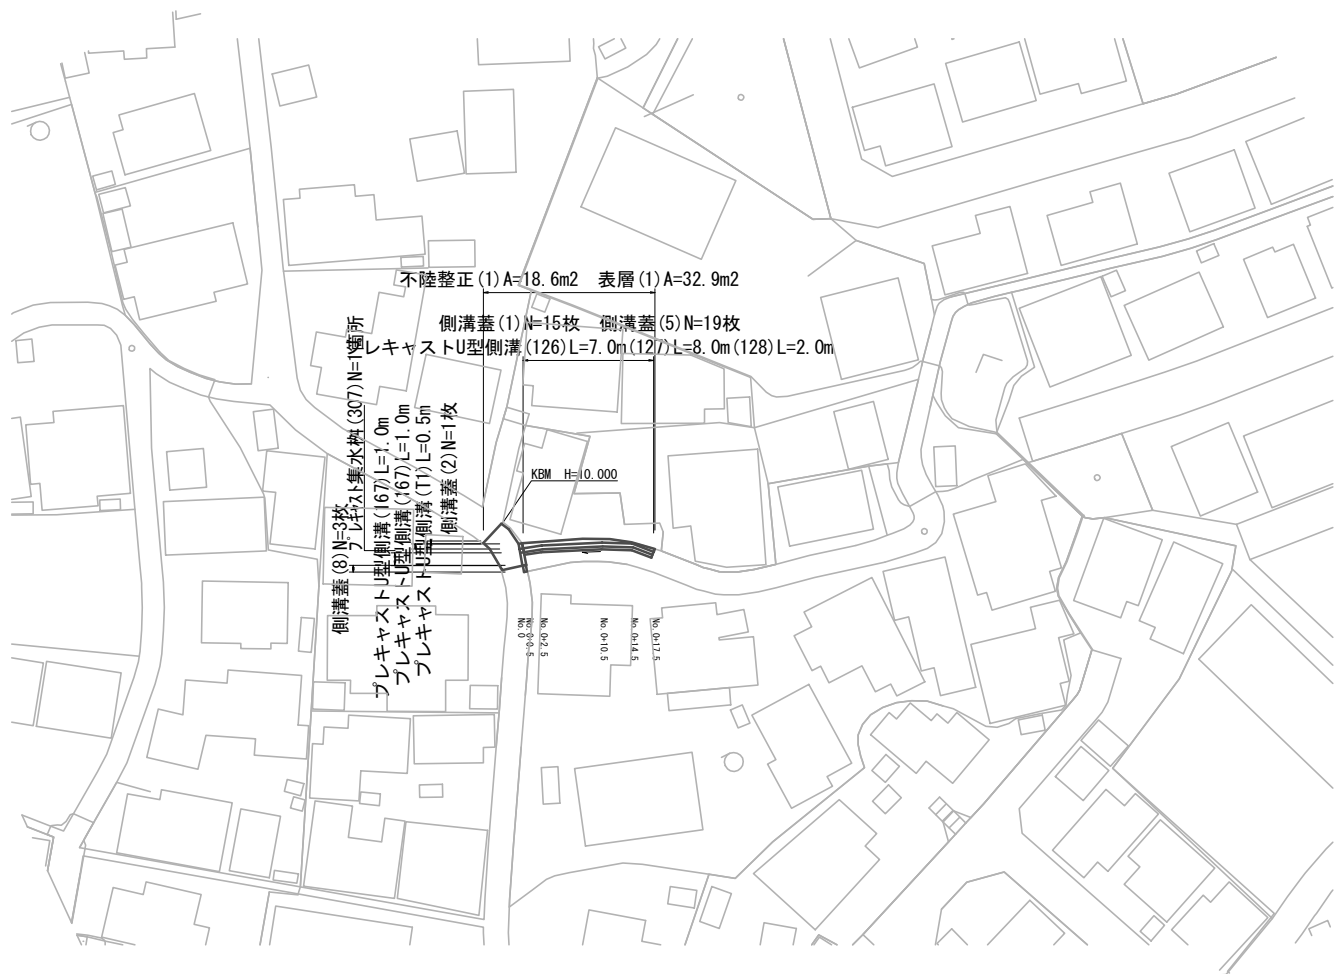 不陸整正(1)A=18.6m2　表層(1)A=32.9m2
側溝蓋(1)N=15枚　側溝蓋(5)N=19枚
プレキャストU型側溝(126)L=7.0m(127)L=8.0m(128)L=2.0m
側溝蓋(8)N=3枚
プレキャスト集水桝(307)N=1箇所
プレキャストU型側溝(167)L=1.0m
プレキャストU型側溝(167)L=1.0m
プレキャストU型側溝(T1)L=0.5m
側溝蓋(2)N=1枚
KBM　H=10.000
No.0
No.0+0.5
No.0+2.5
No.0+10.5
No.0+14.5
No.0+17.5